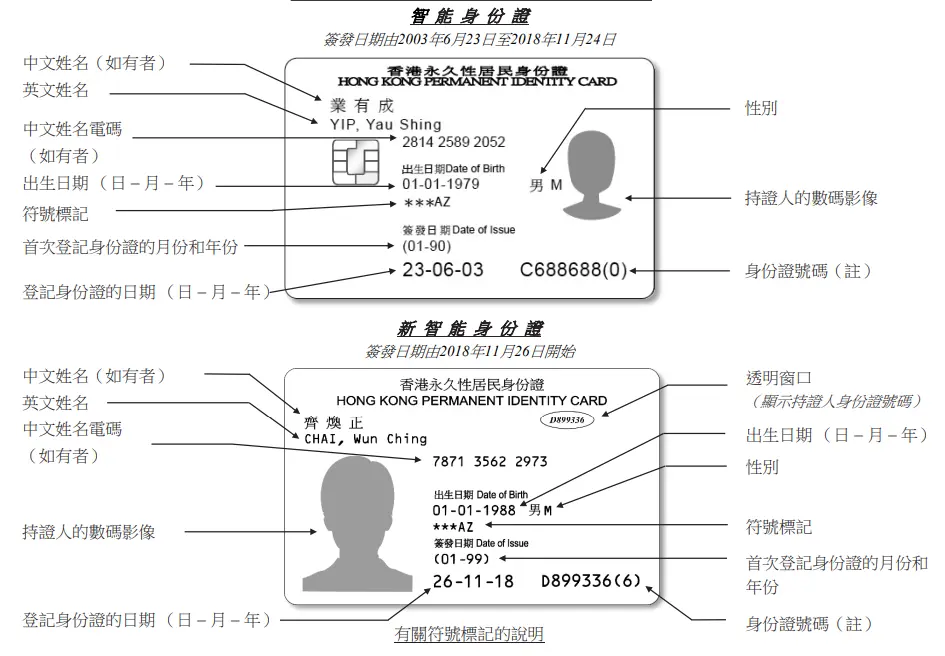 智能身份證
簽發日期由2003年6月23日至2018年11月24日
中文姓名（如有者）
英文姓名
中文姓名電碼
（如有者）
出生日期（日–月–年）
符號標記
首次登記身份證的月份和年份
登記身份證的日期（日–月–年）
香港永久性居民身份證
HONG KONG PERMANENT IDENTITY CARD
業有成
YIP, Yau Shing
2814 2589 2052
出生日期Date of Birth
01-01-1979
男 M
***AZ
簽發日期Date of Issue
(01-90)
23-06-03 C688688(0)
性別
持證人的數碼影像
身份證號碼（註）
新智能身份證
簽發日期由2018年11月26日開始
中文姓名（如有者）
英文姓名
中文姓名電碼
（如有者）
持證人的數碼影像
登記身份證的日期（日–月–年）
香港永久性居民身份證
HONG KONG PERMANENT IDENTITY CARD
齊煥正
D899336
CHAI, Wun Ching
7871 3562 2973
出生日期 Date of Birth
01-01-1988 男M
***AZ
簽發日期 Date of Issue
(01-99)
26-11-18 D899336(6)
透明窗口
（顯示持證人身份證號碼）
出生日期（日–月–年）
性別
符號標記
首次登記身份證的月份和
年份
身份證號碼（註）
有關符號標記的說明